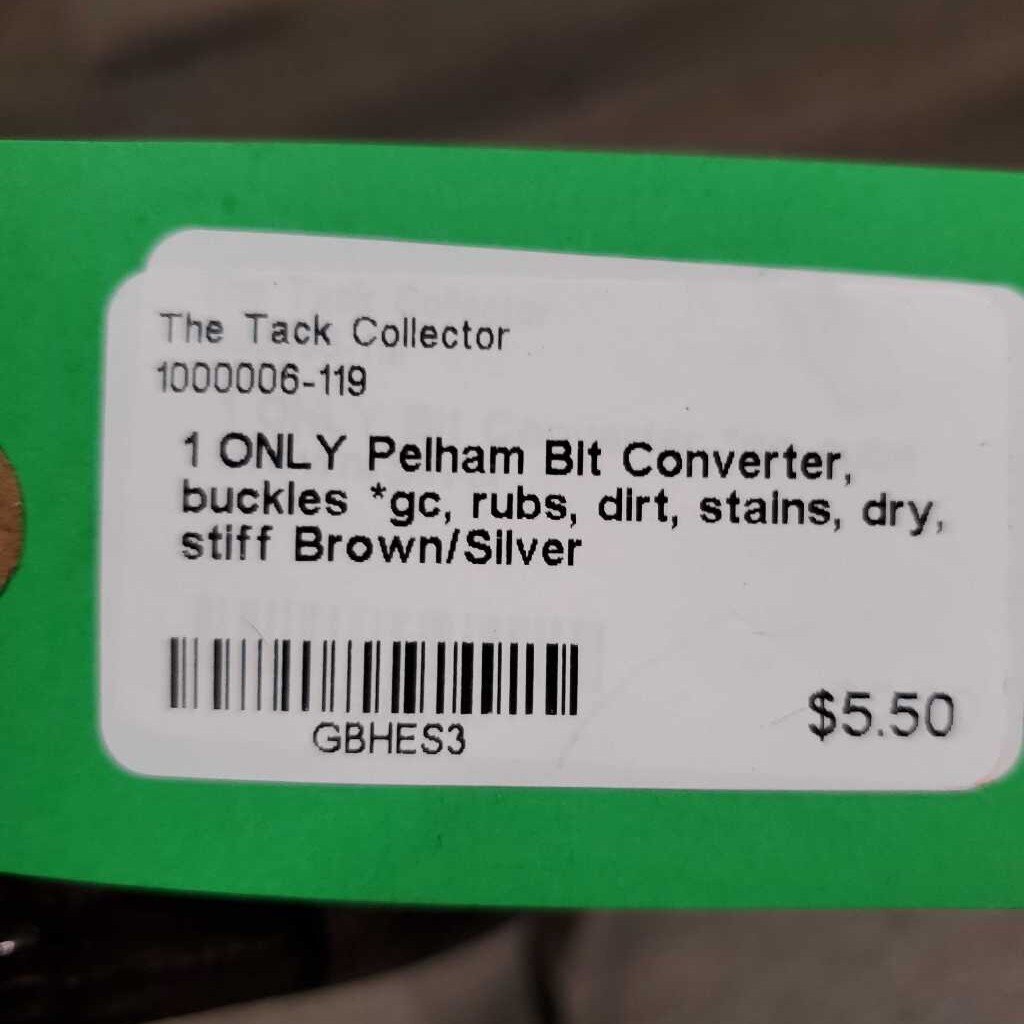 The Tack Collector
1000006-119
1 ONLY Pelham Bit Converter,
buckles *gc, rubs, dirt, stains, dry,
stiff Brown/Silver
GBHES3
$5.50